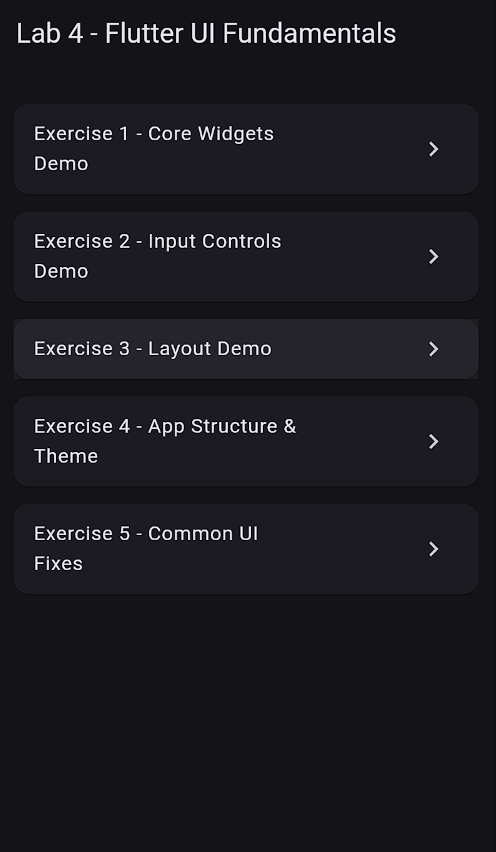 Lab 4 - Flutter UI Fundamentals
Exercise 1 - Core Widgets
Demo
Exercise 2 - Input Controls
Demo
Exercise 3 - Layout Demo
Exercise 4 - App Structure &
Theme
Exercise 5 - Common UI
Fixes